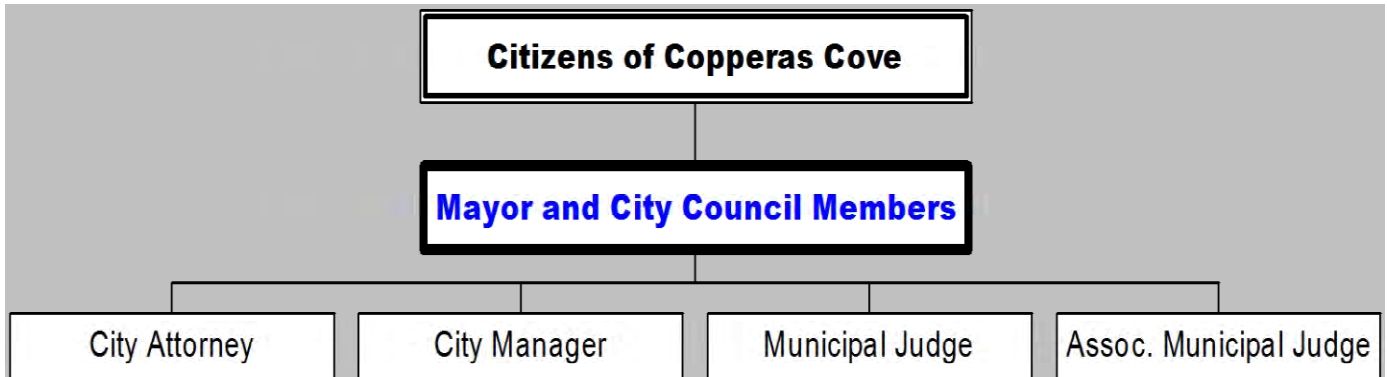 Citizens of Copperas Cove
Mayor and City Council Members
City Attorney
City Manager
Municipal Judge
Assoc. Municipal Judge